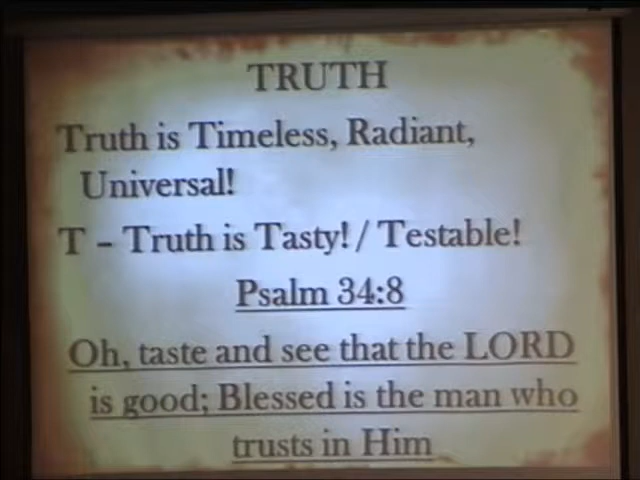 TRUTH
Truth is Timeless, Radiant,
Universal!
T – Truth is Tasty! / Testable!
Psalm 34:8
Oh, taste and see that the LORD
is good; Blessed is the man who
trusts in Him